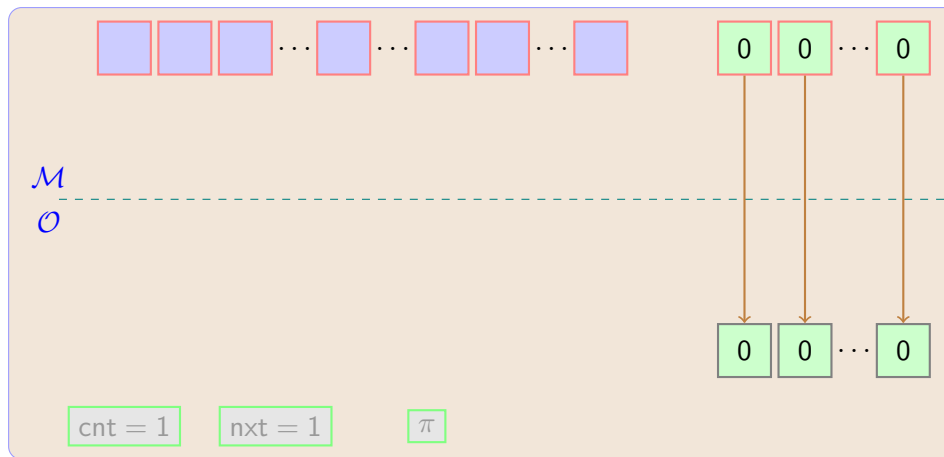 ··· ··· ··· 0 0 ··· 0
ℳ
𝒪
0 0 ··· 0
cnt = 1 nxt = 1 π